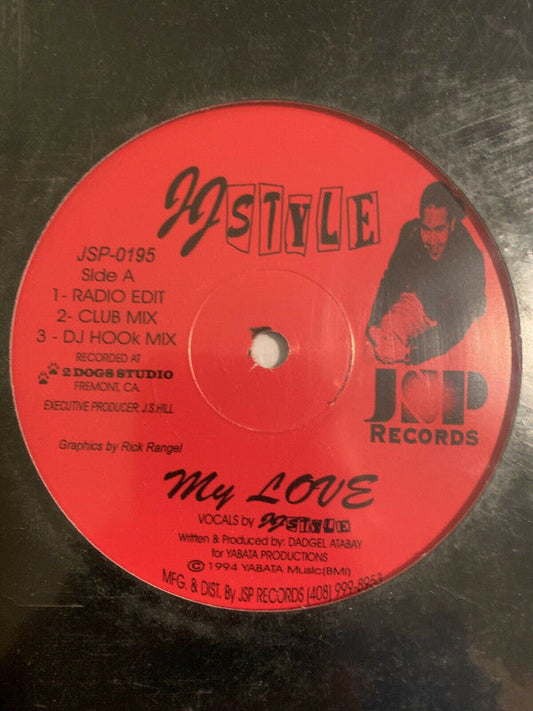 JJSTYLE
JSP-0195
Side A
1- RADIO EDIT
2- CLUB MIX
3 - DJ HOOk MIX
RECORDED AT
2 DOGS STUDIO
FREMONT, CA.
EXECUTIVE PRODUCER: J.S.HILL
Graphics by Rick Rangel
JSP
RECORDS
My LOVE
VOCALS by JJSTYLE
Written & Produced by: DADGEL ATABAY
for YABATA PRODUCTIONS
© 1994 YABATA Music(BMI)
MFG. & DIST. By JSP RECORDS (408) 999-8953